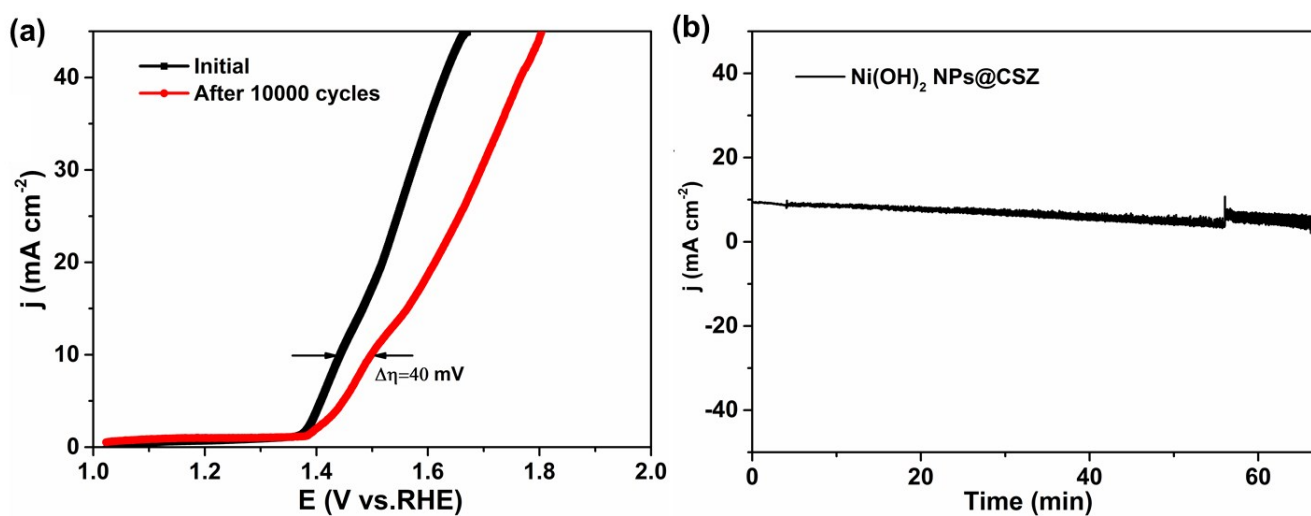 (a)
Initial
After 10000 cycles
Δη=40 mV
j (mA cm⁻²)
40
30
20
10
0
1.0 1.2 1.4 1.6 1.8 2.0
E (V vs.RHE)
(b)
Ni(OH)₂ NPs@CSZ
j (mA cm⁻²)
40
20
0
-20
-40
0 20 40 60
Time (min)